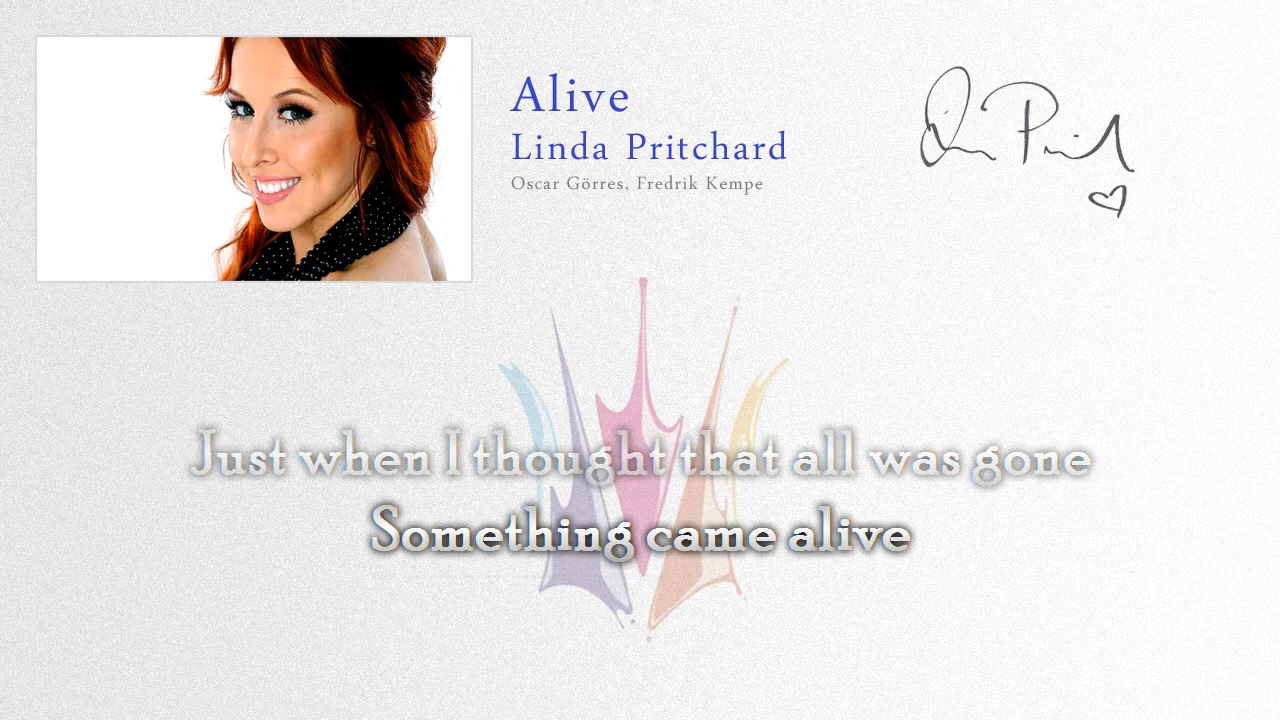 Alive
Linda Pritchard
Oscar Görres, Fredrik Kempe
Just when I thought that all was gone
Something came alive